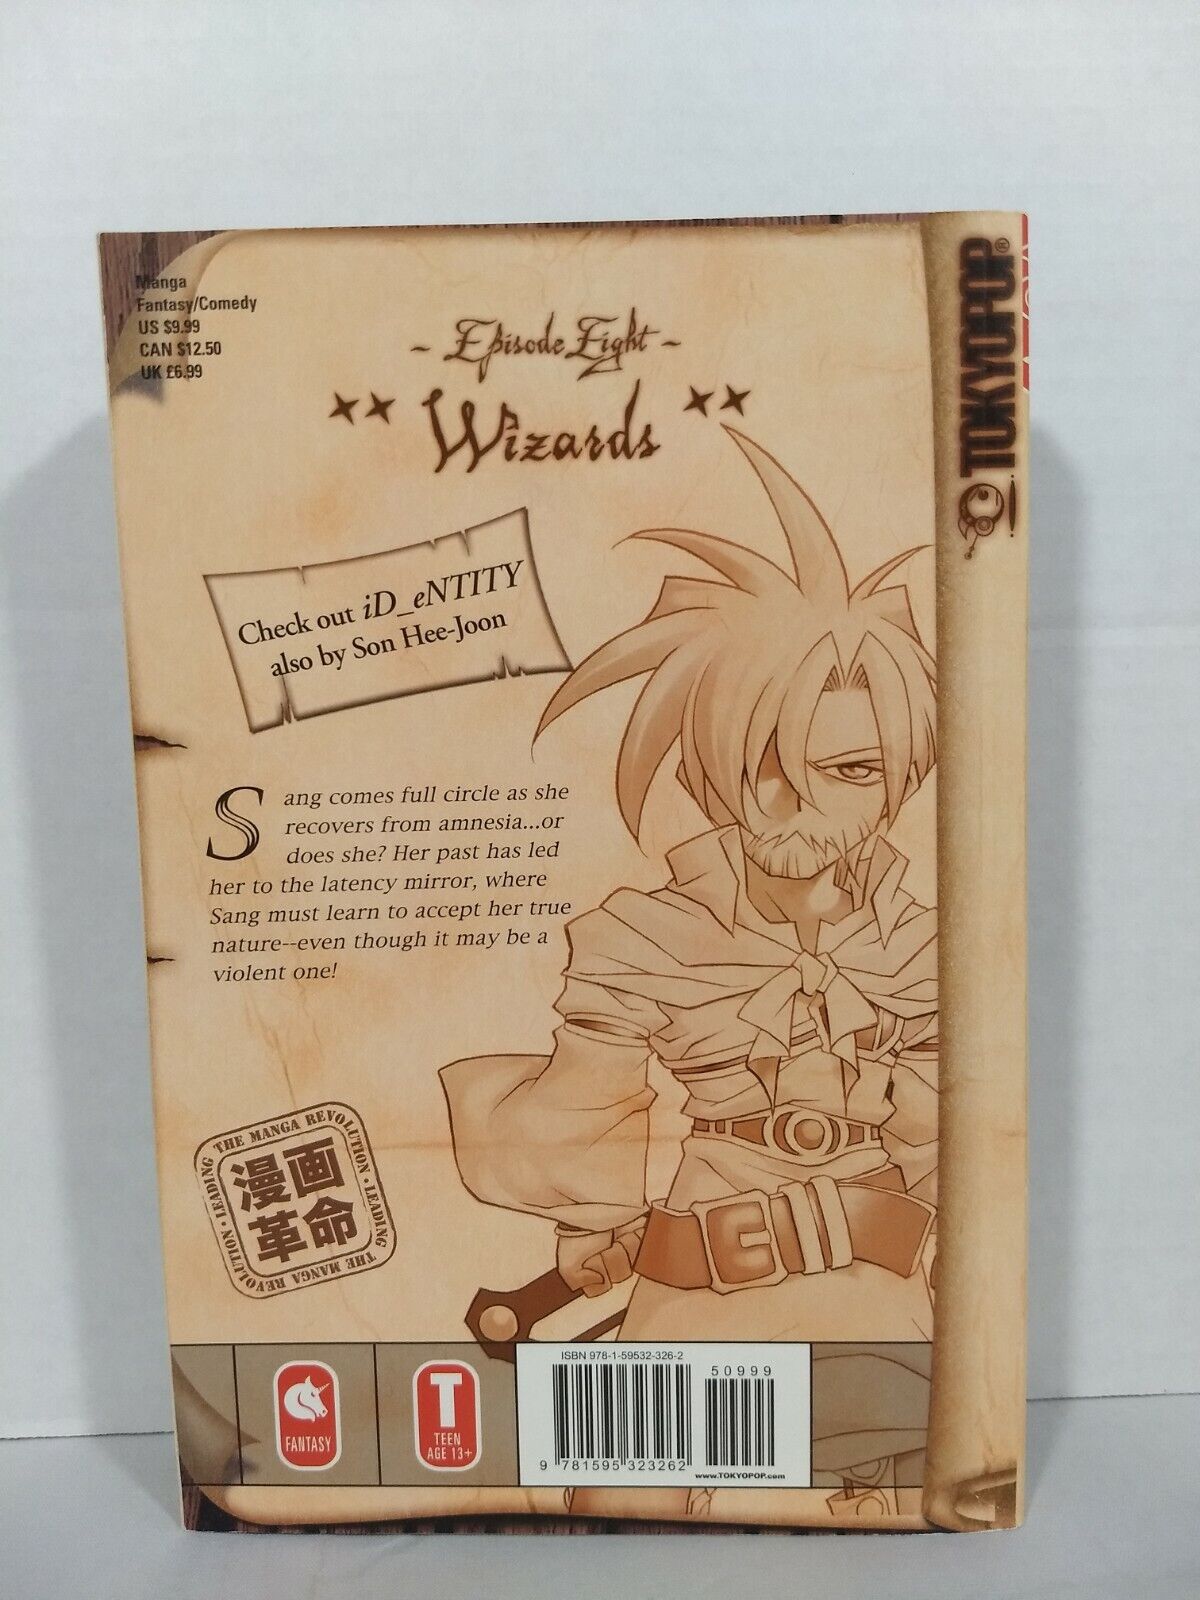 Manga
Fantasy/Comedy
US $9.99
CAN $12.50
UK £6.99
TOKYOPOP®
~ Episode Eight ~
Wizards
Check out iD_eNTITY
also by Son Hee-Joon
Sang comes full circle as she
recovers from amnesia...or
does she? Her past has led
her to the latency mirror, where
Sang must learn to accept her true
nature--even though it may be a
violent one!
THE MANGA REVOLUTION · LEADING
THE MANGA REVOLUTION · LEADING
漫画
革命
FANTASY
T
TEEN
AGE 13+
ISBN 978-1-59532-326-2
50999
9 781595 323262
www.TOKYOPOP.com